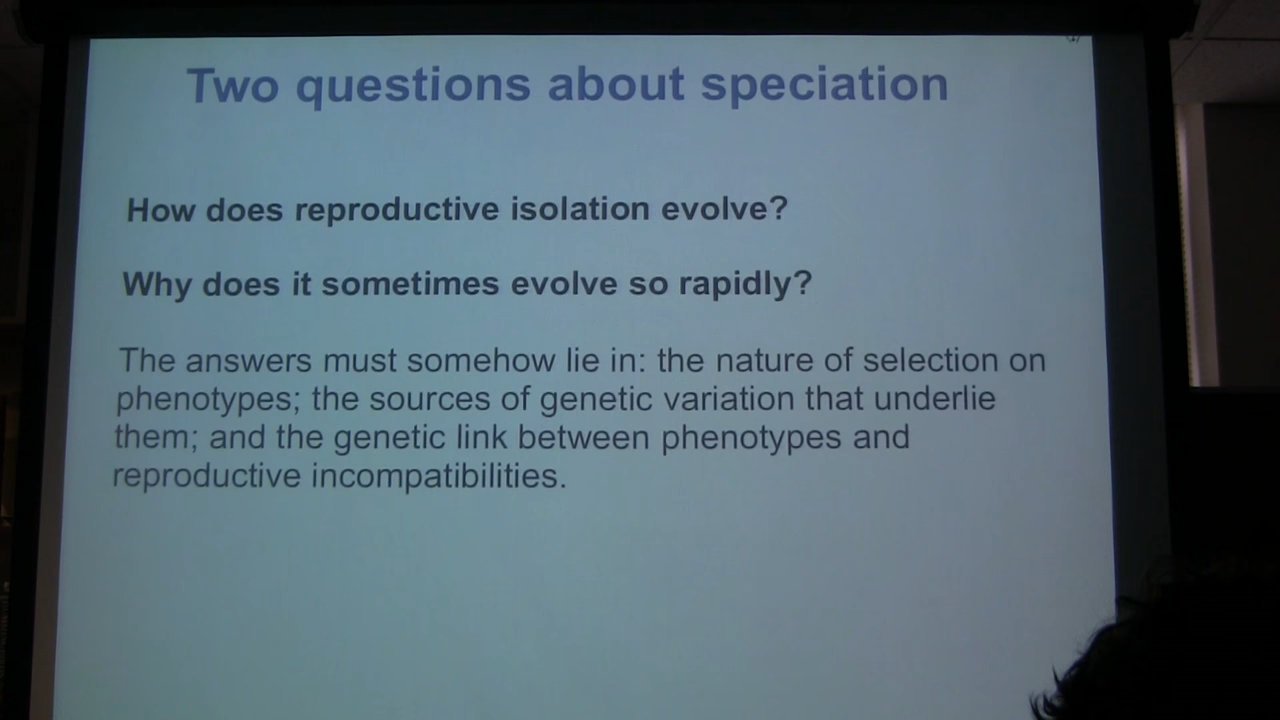 Two questions about speciation
How does reproductive isolation evolve?
Why does it sometimes evolve so rapidly?
The answers must somehow lie in: the nature of selection on
phenotypes; the sources of genetic variation that underlie
them; and the genetic link between phenotypes and
reproductive incompatibilities.